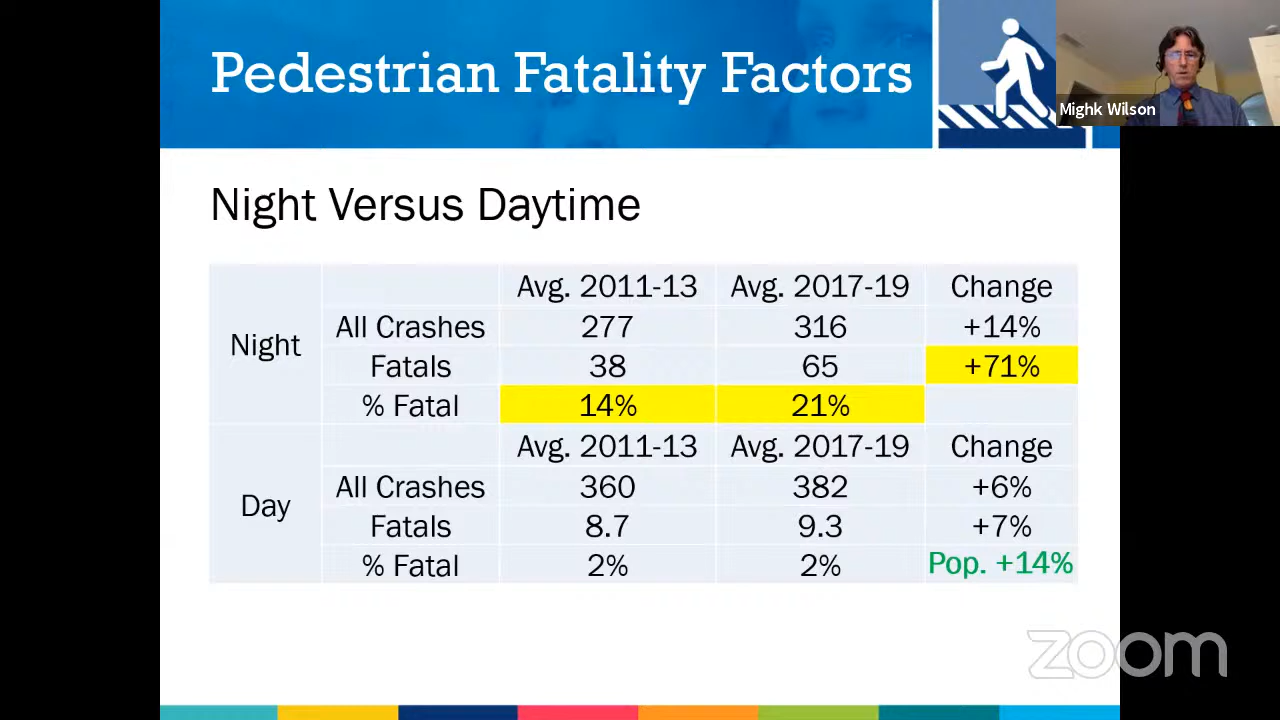 Pedestrian Fatality Factors
Mighk Wilson
Night Versus Daytime
Avg. 2011-13 Avg. 2017-19 Change
Night
All Crashes 277 316 +14%
Fatals 38 65 +71%
% Fatal 14% 21%
Avg. 2011-13 Avg. 2017-19 Change
Day
All Crashes 360 382 +6%
Fatals 8.7 9.3 +7%
% Fatal 2% 2% Pop. +14%
zoom